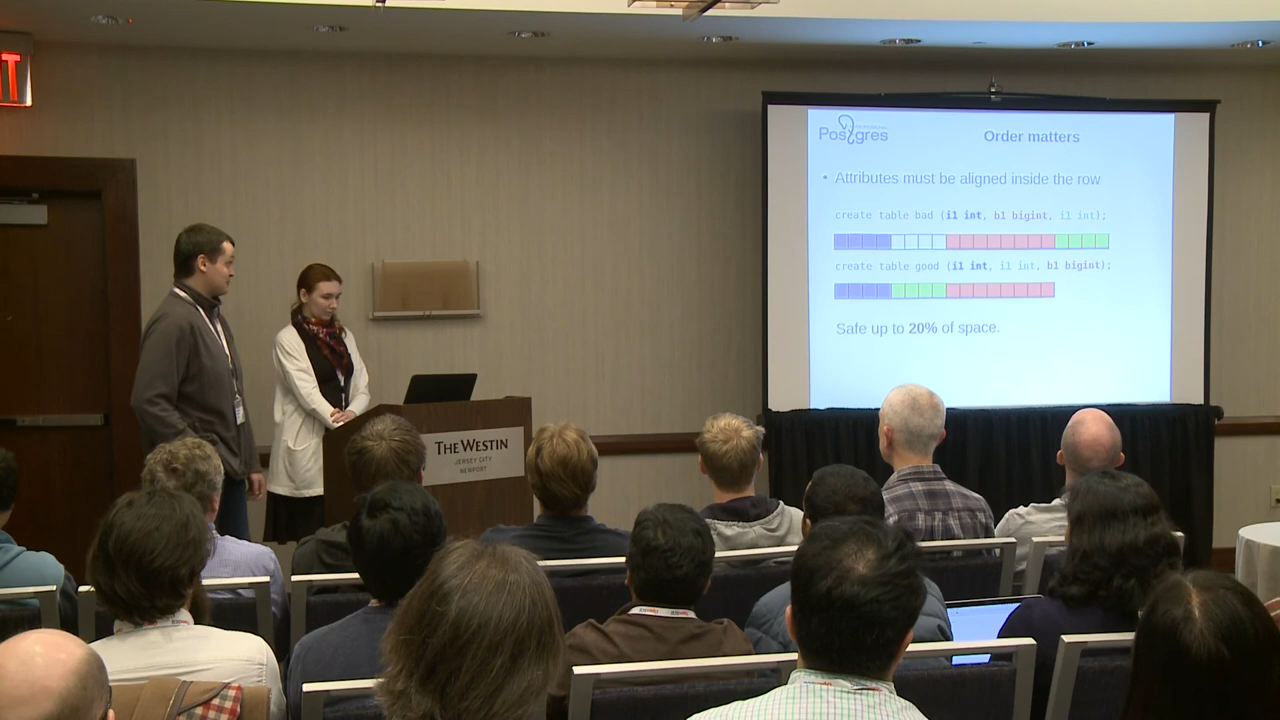 IT
Postgres
PROFESSIONAL
Order matters
• Attributes must be aligned inside the row
create table bad (i1 int, b1 bigint, i1 int);
create table good (i1 int, i1 int, b1 bigint);
Safe up to 20% of space.
THE WESTIN
JERSEY CITY
NEWPORT